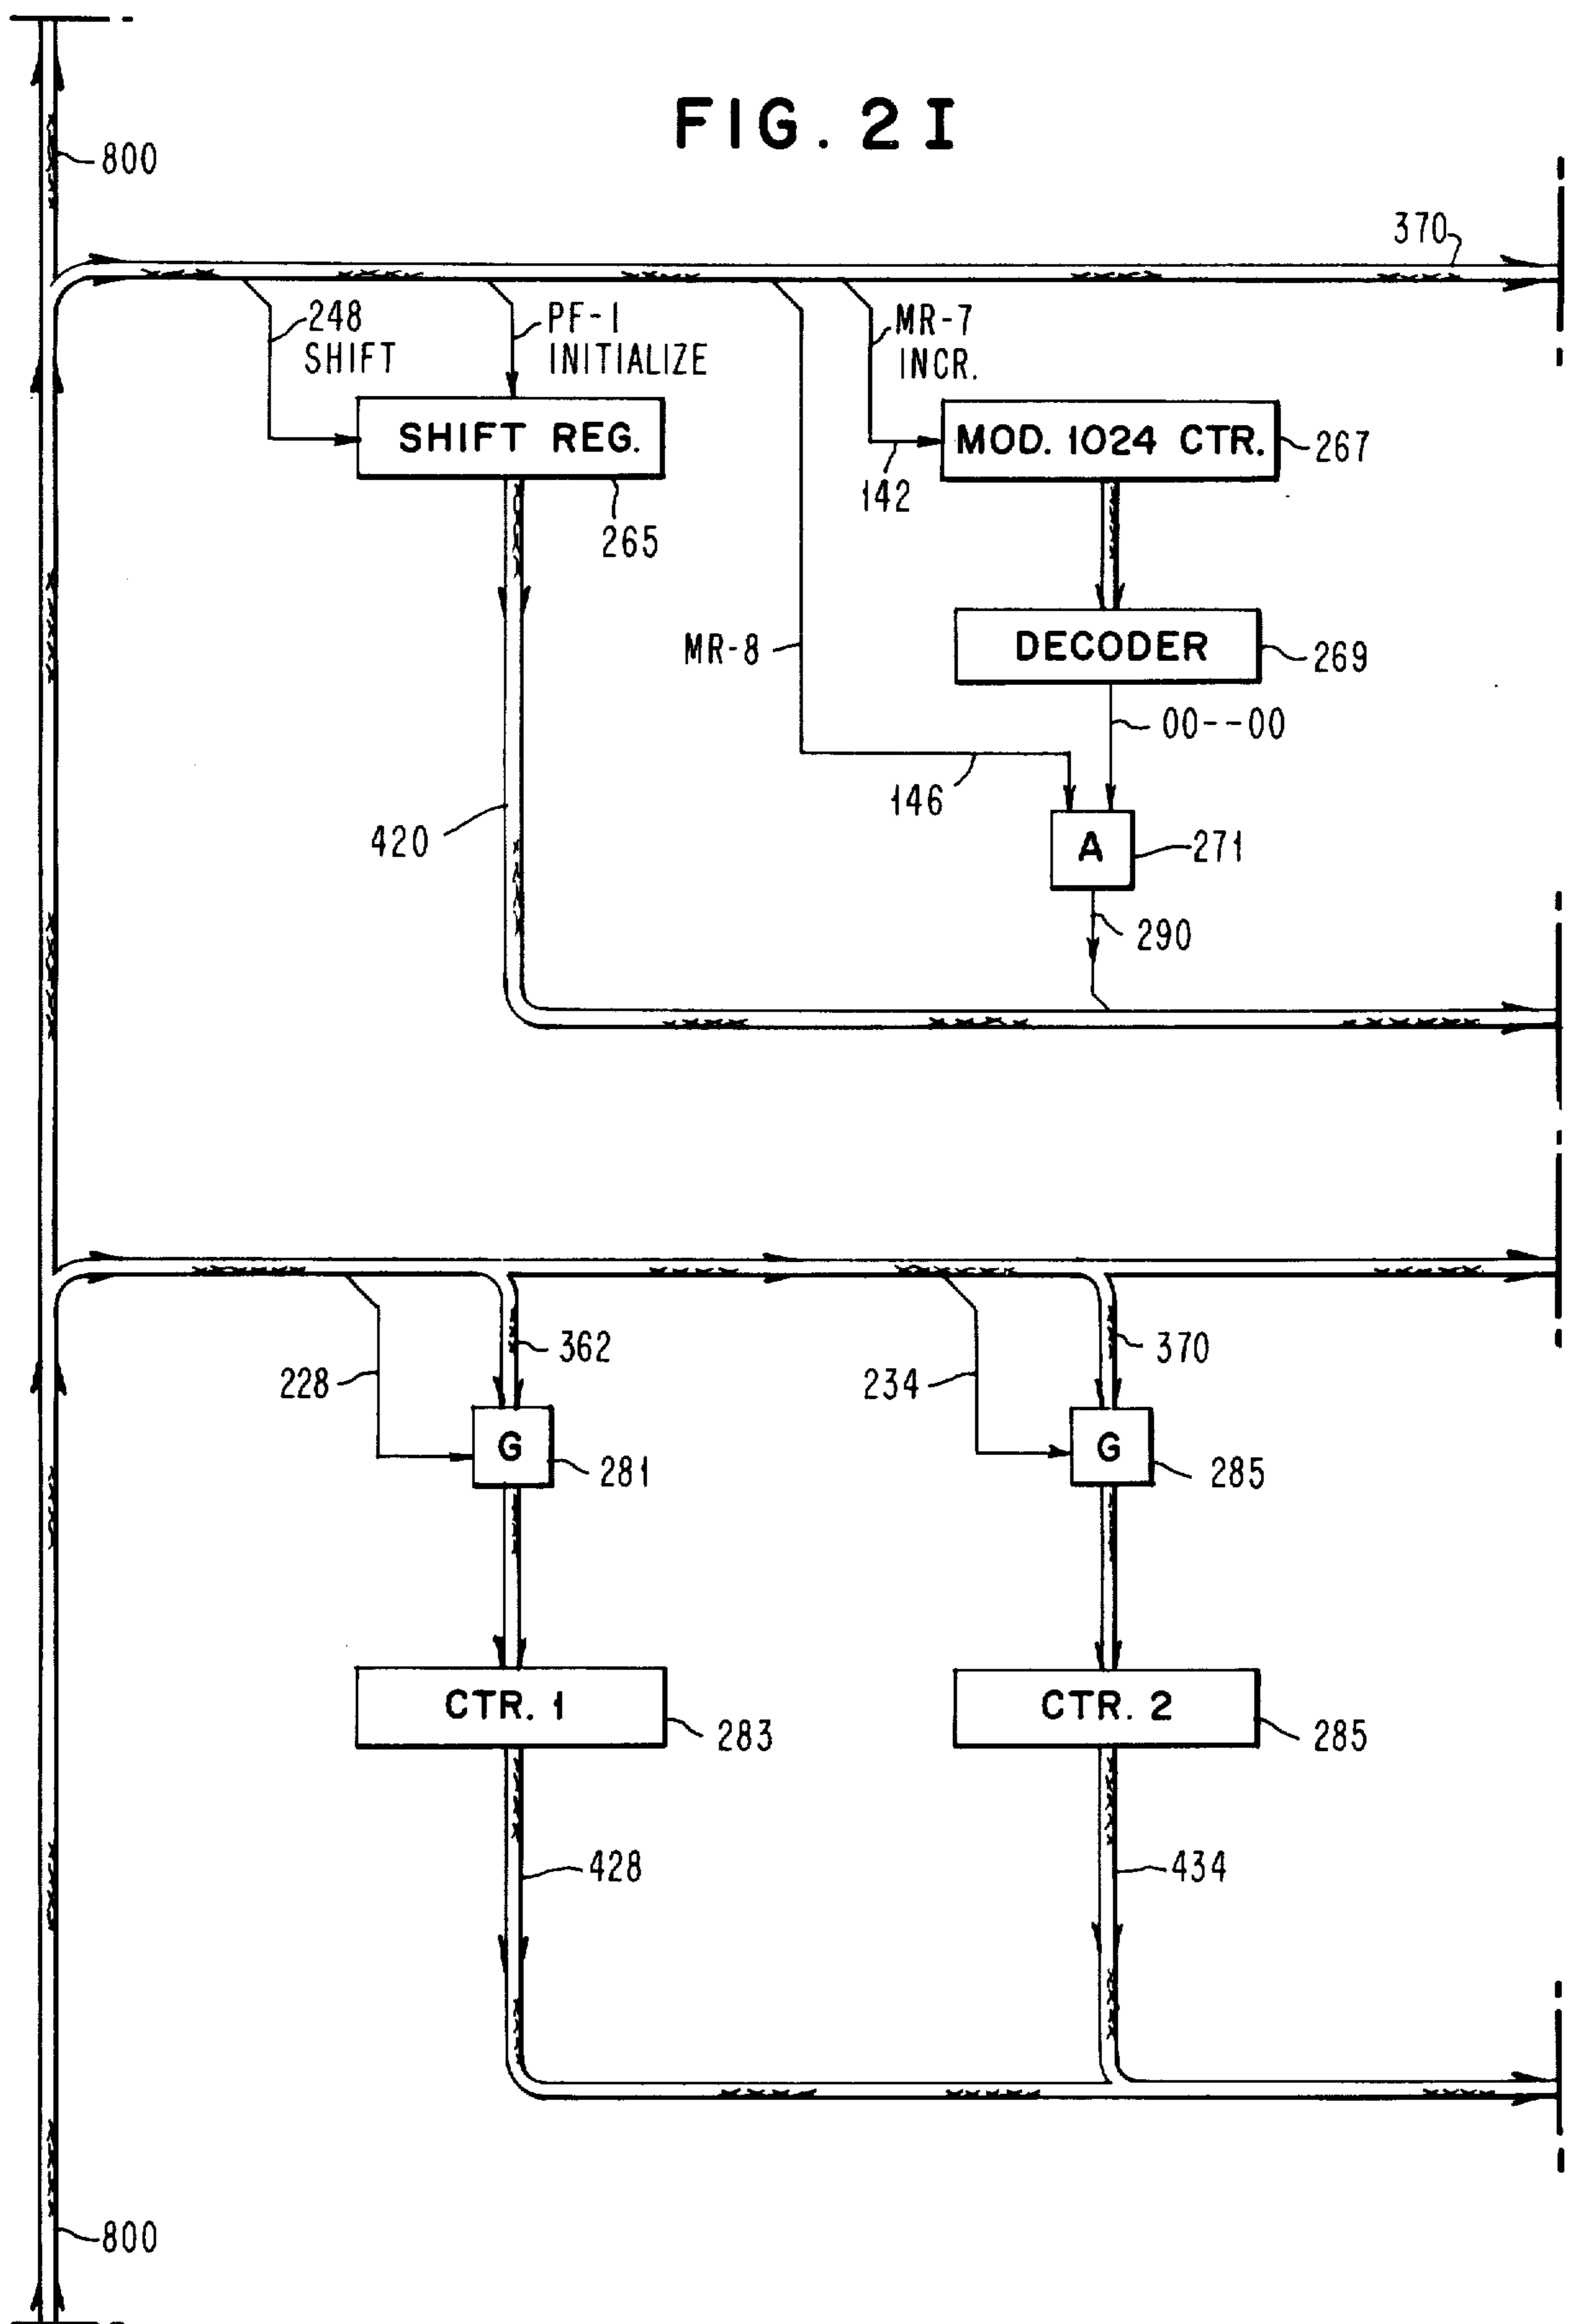 FIG. 2I
800
370
248
SHIFT
PF-1
INITIALIZE
MR-7
INCR.
SHIFT REG.
MOD. 1024 CTR.
267
142
265
MR-8
DECODER
269
00--00
146
420
A
271
290
362
370
228
234
G
281
G
285
CTR. 1
283
CTR. 2
285
428
434
800